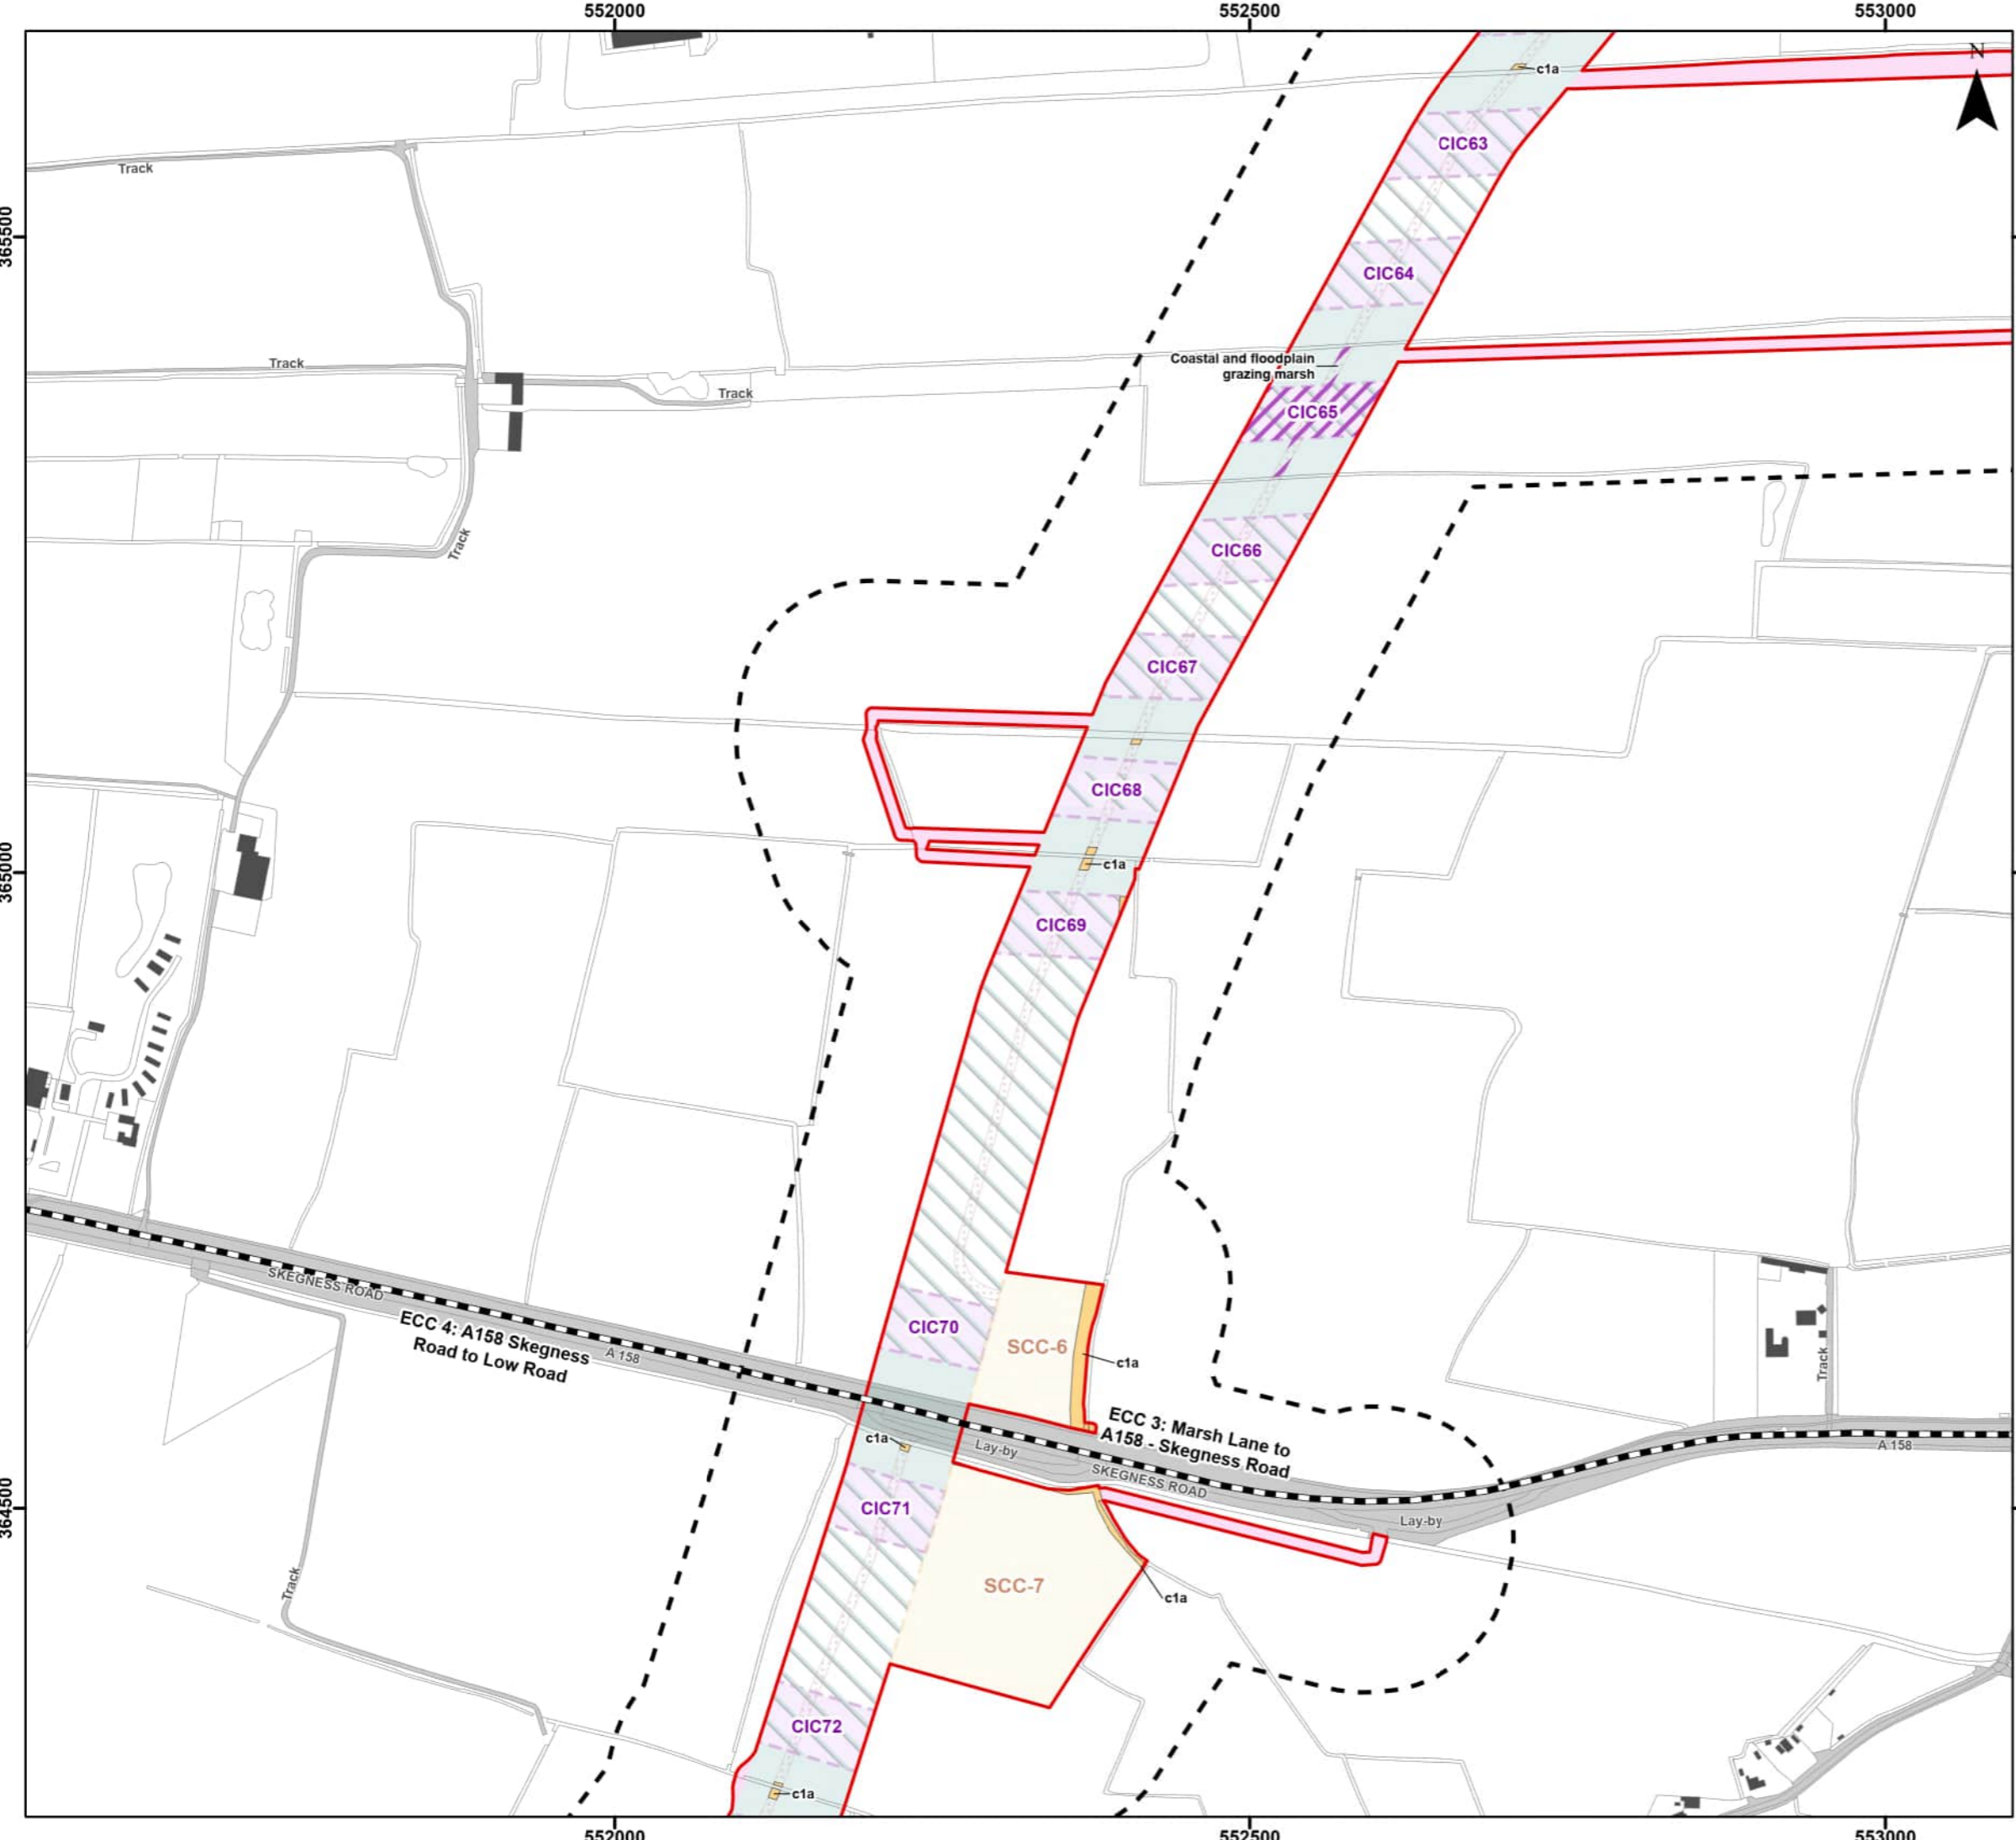 552000
552500
553000
N
c1a
CIC63
Track
365500
CIC64
Coastal and floodplain
grazing marsh
Track
Track
CIC65
Track
CIC66
CIC67
CIC68
c1a
365000
CIC69
SKEGNESS ROAD
ECC 4: A158 Skegness
Road to Low Road
A 158
CIC70
SCC-6
c1a
Track
ECC 3: Marsh Lane to
A158 - Skegness Road
c1a
Lay-by
SKEGNESS ROAD
A 158
364500
CIC71
Lay-by
SCC-7
c1a
Track
CIC72
c1a
552000
552500
553000